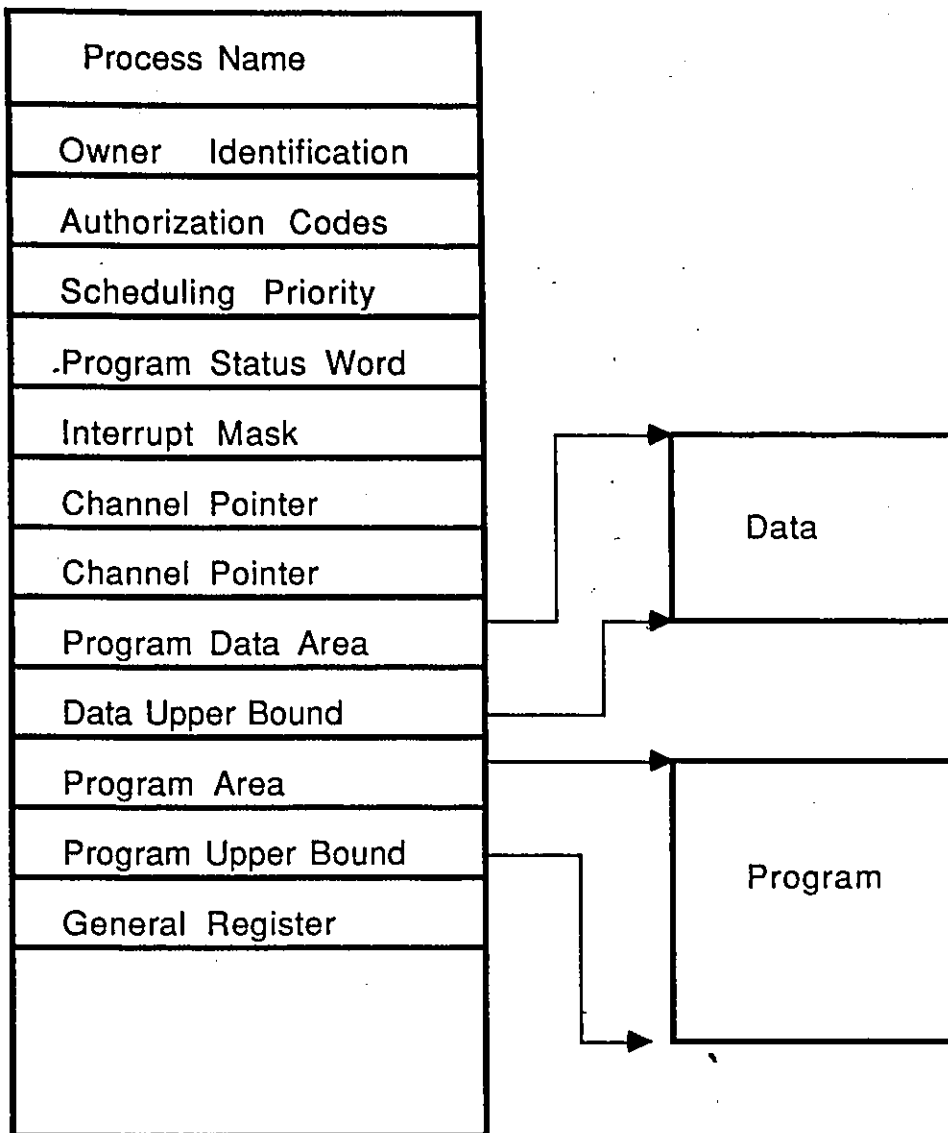 Process Name
Owner Identification
Authorization Codes
Scheduling Priority
Program Status Word
Interrupt Mask
Channel Pointer
Channel Pointer
Program Data Area
Data Upper Bound
Program Area
Program Upper Bound
General Register
Data
Program